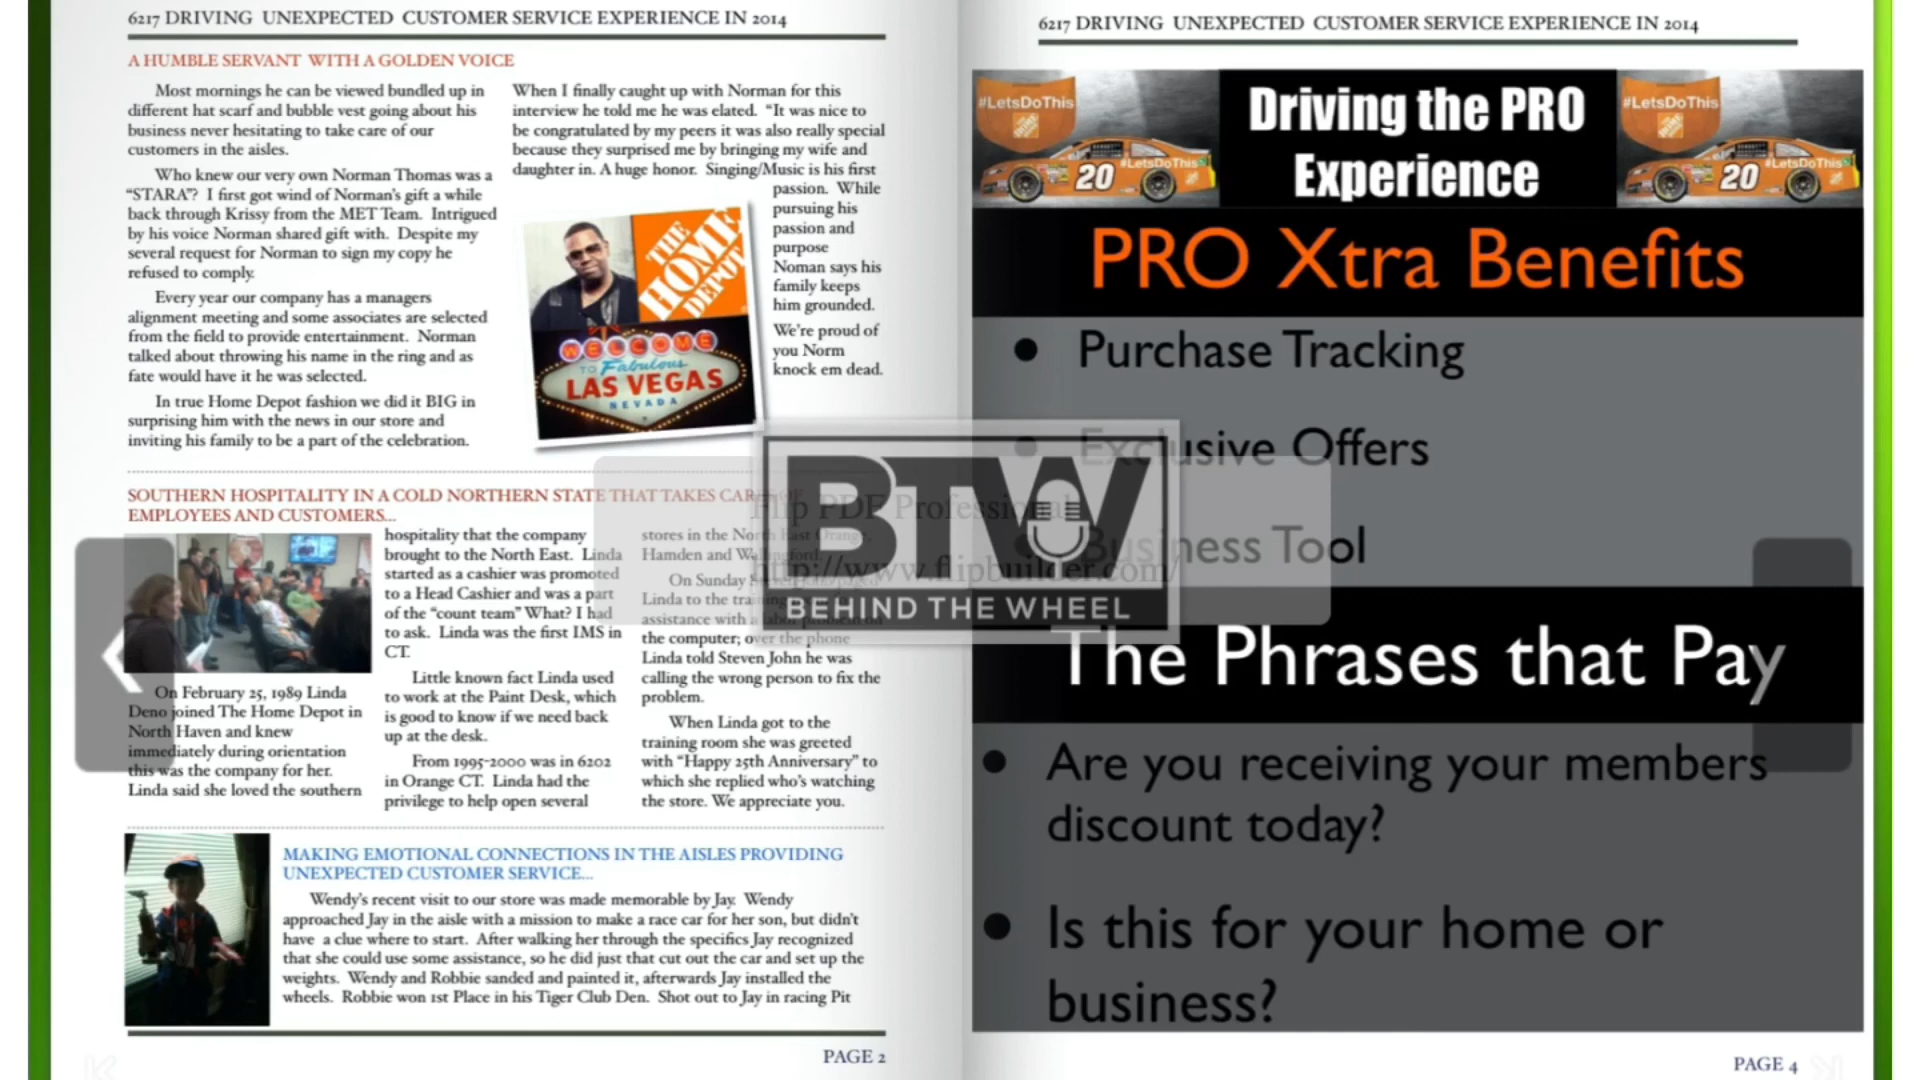 6217 DRIVING UNEXPECTED CUSTOMER SERVICE EXPERIENCE IN 2014
A HUMBLE SERVANT WITH A GOLDEN VOICE
Most mornings he can be viewed bundled up in
different hat scarf and bubble vest going about his
business never hesitating to take care of our
customers in the aisles.
Who knew our very own Norman Thomas was a
"STARA"? I first got wind of Norman's gift a while
back through Krissy from the MET Team. Intrigued
by his voice Norman shared gift with. Despite my
several request for Norman to sign my copy he
refused to comply.
Every year our company has a managers
alignment meeting and some associates are selected
from the field to provide entertainment. Norman
talked about throwing his name in the ring and as
fate would have it he was selected.
In true Home Depot fashion we did it BIG in
surprising him with the news in our store and
inviting his family to be a part of the celebration.
When I finally caught up with Norman for this
interview he told me he was elated. "It was nice to
be congratulated by my peers it was also really special
because they surprised me by bringing my wife and
daughter in. A huge honor. Singing/Music is his first
passion. While
pursuing his
passion and
purpose
Noman says his
family keeps
him grounded.
We're proud of
you Norm
knock em dead.
THE
HOME
DEPOT
WELCOME
TO Fabulous
LAS VEGAS
NEVADA
SOUTHERN HOSPITALITY IN A COLD NORTHERN STATE THAT TAKES CARE
EMPLOYEES AND CUSTOMERS...
On February 25, 1989 Linda
Deno joined The Home Depot in
North Haven and knew
immediately during orientation
this was the company for her.
Linda said she loved the southern
hospitality that the company
brought to the North East. Linda
started as a cashier was promoted
to a Head Cashier and was a part
of the "count team" What? I had
to ask. Linda was the first IMS in
CT.
Little known fact Linda used
to work at the Paint Desk, which
is good to know if we need back
up at the desk.
From 1995-2000 was in 6202
in Orange CT. Linda had the
privilege to help open several
stores in the North East Orange,
Hamden and Wallingford.
On Sunday
Linda to the
assistance with a
the computer; over the phone
Linda told Steven John he was
calling the wrong person to fix the
problem.
When Linda got to the
training room she was greeted
with "Happy 25th Anniversary" to
which she replied who's watching
the store. We appreciate you.
MAKING EMOTIONAL CONNECTIONS IN THE AISLES PROVIDING
UNEXPECTED CUSTOMER SERVICE...
Wendy's recent visit to our store was made memorable by Jay. Wendy
approached Jay in the aisle with a mission to make a race car for her son, but didn't
have a clue where to start. After walking her through the specifics Jay recognized
that she could use some assistance, so he did just that cut out the car and set up the
weights. Wendy and Robbie sanded and painted it, afterwards Jay installed the
wheels. Robbie won 1st Place in his Tiger Club Den. Shot out to Jay in racing Pit
PAGE 2
Flip PDF Professional
http://www.flipbuilder.com/
BTW
BEHIND THE WHEEL
6217 DRIVING UNEXPECTED CUSTOMER SERVICE EXPERIENCE IN 2014
#LetsDoThis
#LetsDoThis
20
Driving the PRO
Experience
#LetsDoThis
#LetsDoThis
20
PRO Xtra Benefits
• Purchase Tracking
• Exclusive Offers
• Business Tool
The Phrases that Pay
• Are you receiving your members
discount today?
• Is this for your home or
business?
PAGE 4